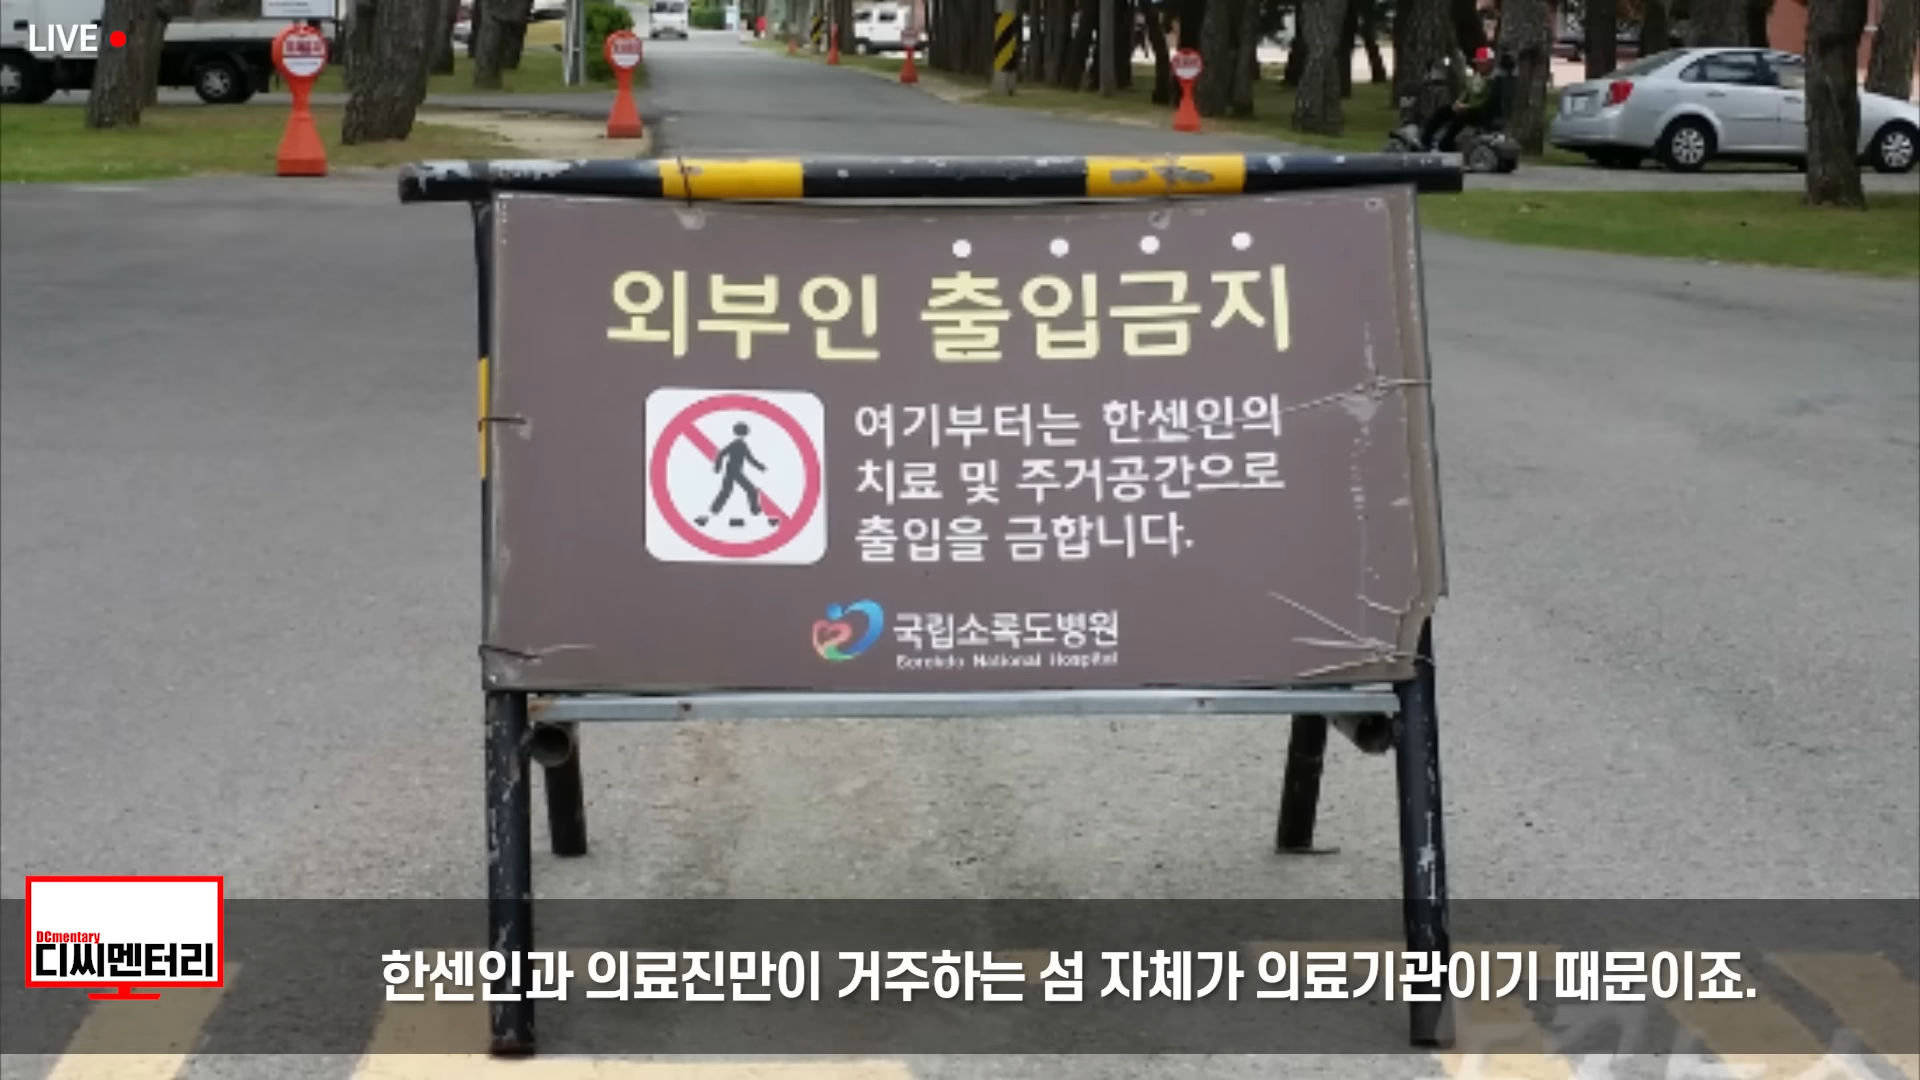 LIVE
외부인 출입금지
여기부터는 한센인의
치료 및 주거공간으로
출입을 금합니다.
국립소록도병원
Sorokdo National Hospital
DCmentary
디씨멘터리
한센인과 의료진만이 거주하는 섬 자체가 의료기관이기 때문이죠.